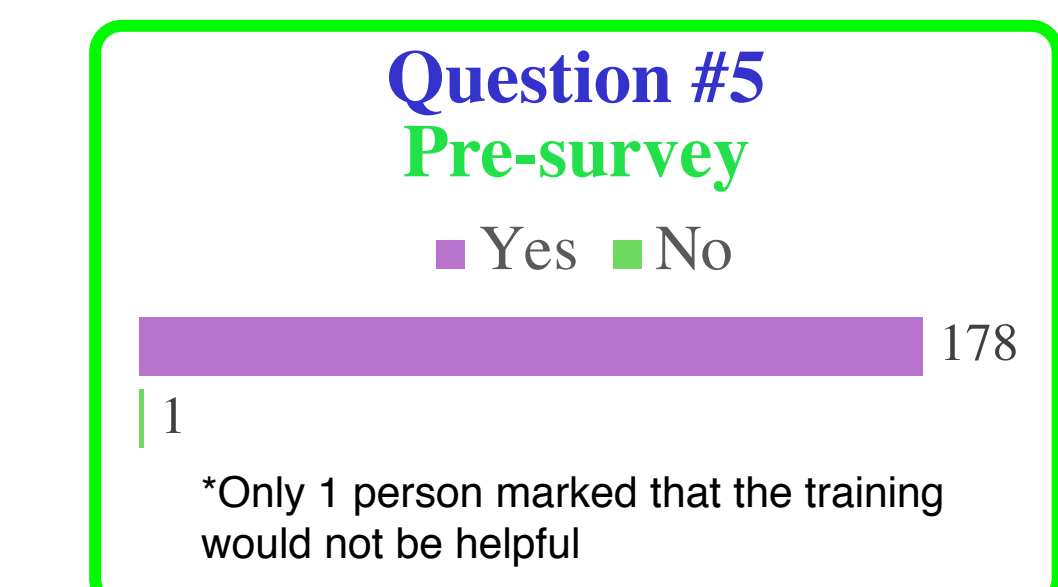 Question #5
Pre-survey
Yes No
178
1
*Only 1 person marked that the training
would not be helpful